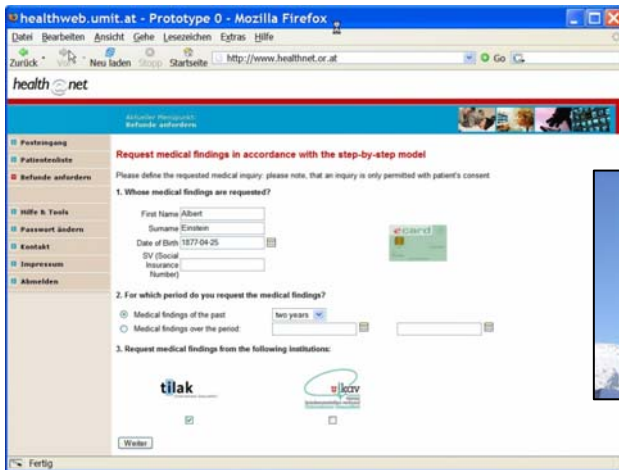 healthweb.umit.at - Prototype 0 - Mozilla Firefox
Datei Bearbeiten Ansicht Gehe Lesezeichen Extras Hilfe
Zurück Vor Neu laden Stopp Startseite http://www.healthnet.or.at Go
health net
Aktueller Menüpunkt:
Befunde anfordern
Posteingang
Patientenliste
Befunde anfordern
Hilfe & Tools
Passwort ändern
Kontakt
Impressum
Abmelden
Request medical findings in accordance with the step-by-step model
Please define the requested medical inquiry: please note, that an inquiry is only permitted with patient's consent
1. Whose medical findings are requested?
First Name Albert
Surname Einstein
Date of Birth 1877-04-25
SV (Social
Insurance
Number)
ecard
2. For which period do you request the medical findings?
Medical findings of the past two years
Medical findings over the period:
3. Request medical findings from the following institutions:
tilak
Weiter
Fertig